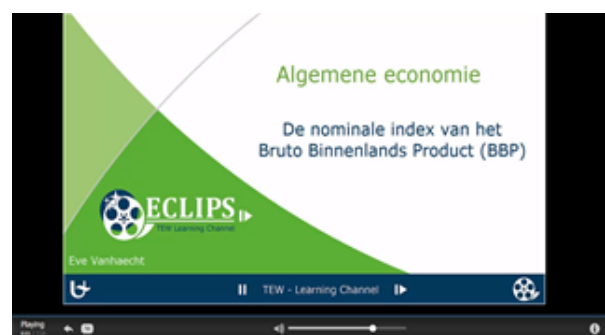 Algemene economie
De nominale index van het
Bruto Binnenlands Product (BBP)
ECLIPS
TEW Learning Channel
Eve Vanhaecht
TEW - Learning Channel
Playing